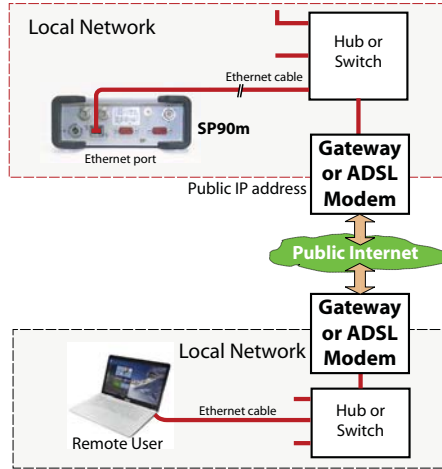 Local Network
Hub or
Switch
Ethernet cable
SP90m
Ethernet port
Gateway
or ADSL
Modem
Public IP address
Public Internet
Gateway
or ADSL
Modem
Local Network
Ethernet cable
Hub or
Switch
Remote User